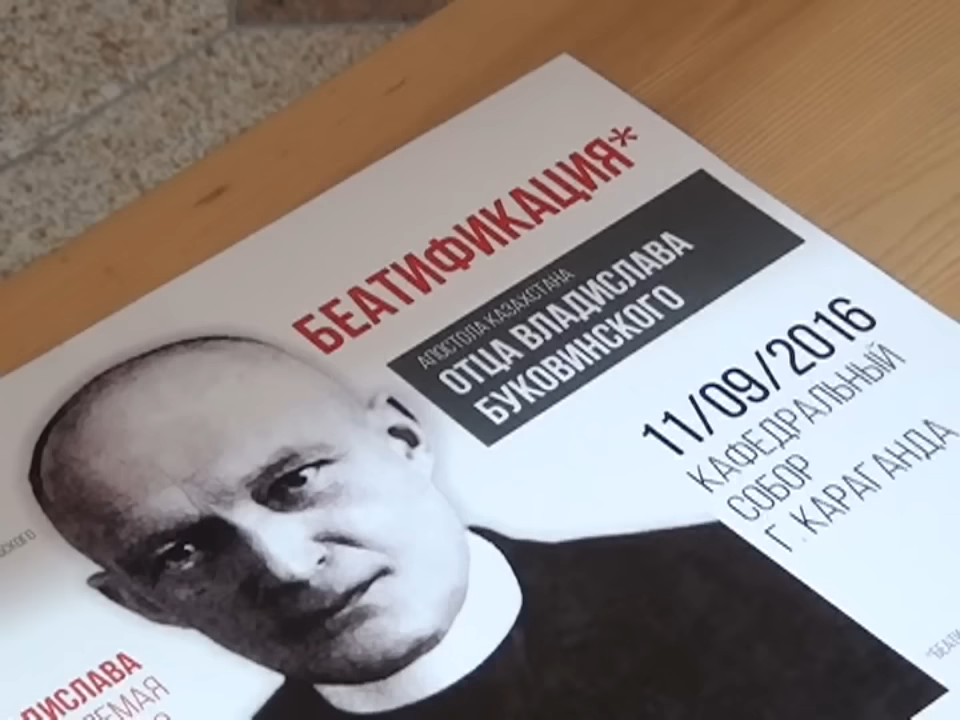 БЕАТИФИКАЦИЯ*
АПОСТОЛА КАЗАХСТАНА
ОТЦА ВЛАДИСЛАВА
БУКОВИНСКОГО
11/09/2016
КАФЕДРАЛЬНЫЙ
СОБОР
Г. КАРАГАНДА